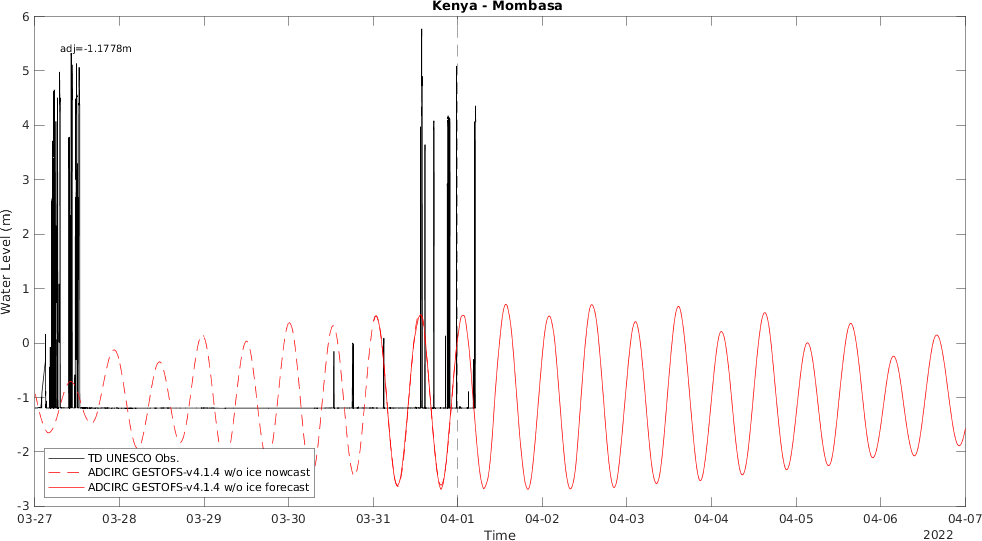 Kenya - Mombasa
adj=-1.1778m
6
5
4
3
2
1
0
-1
-2
-3
Water Level (m)
TD UNESCO Obs.
ADCIRC GESTOFS-v4.1.4 w/o ice nowcast
ADCIRC GESTOFS-v4.1.4 w/o ice forecast
03-27 03-28 03-29 03-30 03-31 04-01 04-02 04-03 04-04 04-05 04-06 04-07
Time
2022